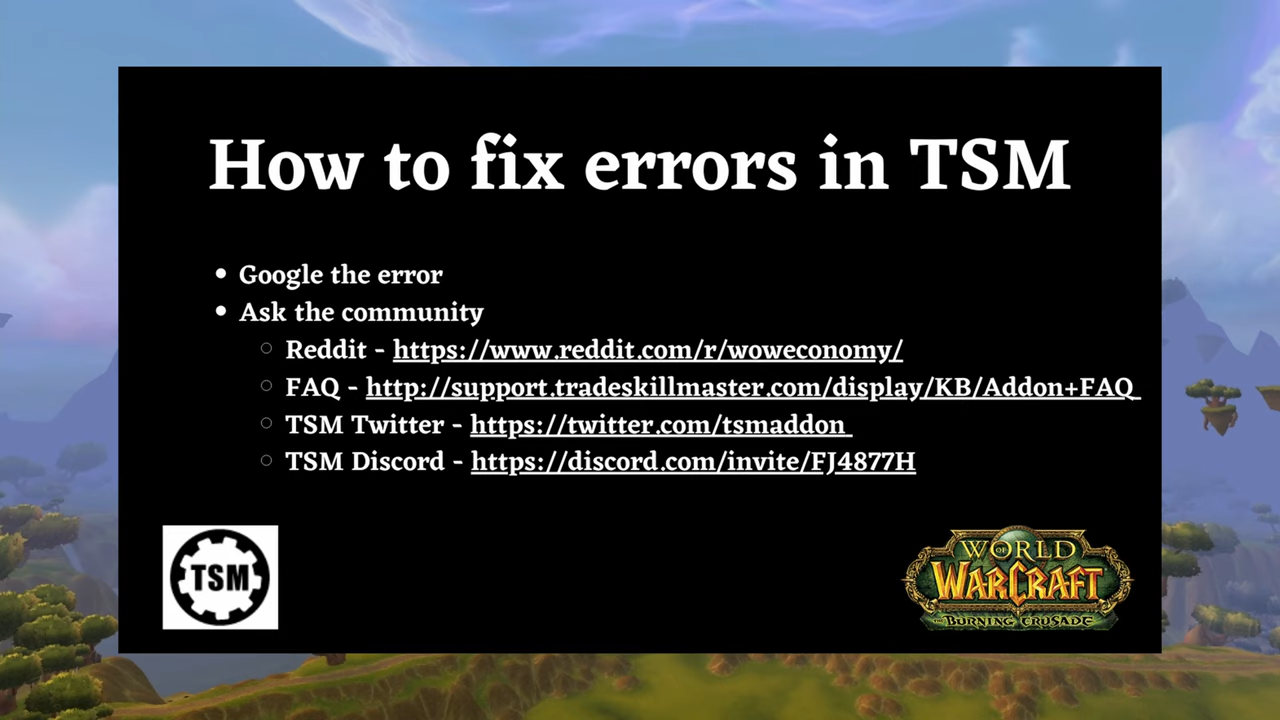 How to fix errors in TSM
• Google the error
• Ask the community
○ Reddit - https://www.reddit.com/r/woweconomy/
○ FAQ - http://support.tradeskillmaster.com/display/KB/Addon+FAQ
○ TSM Twitter - https://twitter.com/tsmaddon
○ TSM Discord - https://discord.com/invite/FJ4877H
TSM
WORLD
OF
WARCRAFT
THE BURNING CRUSADE